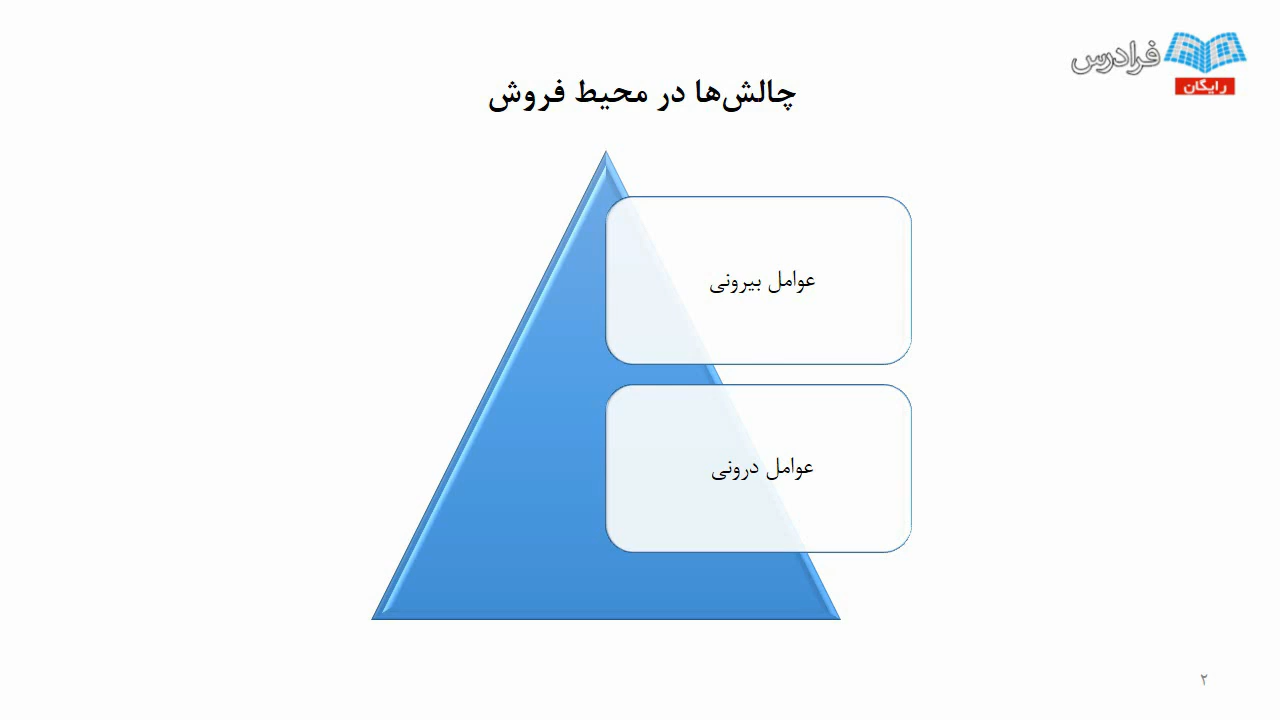 فرادرس
رایگان
چالش‌ها در محیط فروش
عوامل بیرونی
عوامل درونی
۲